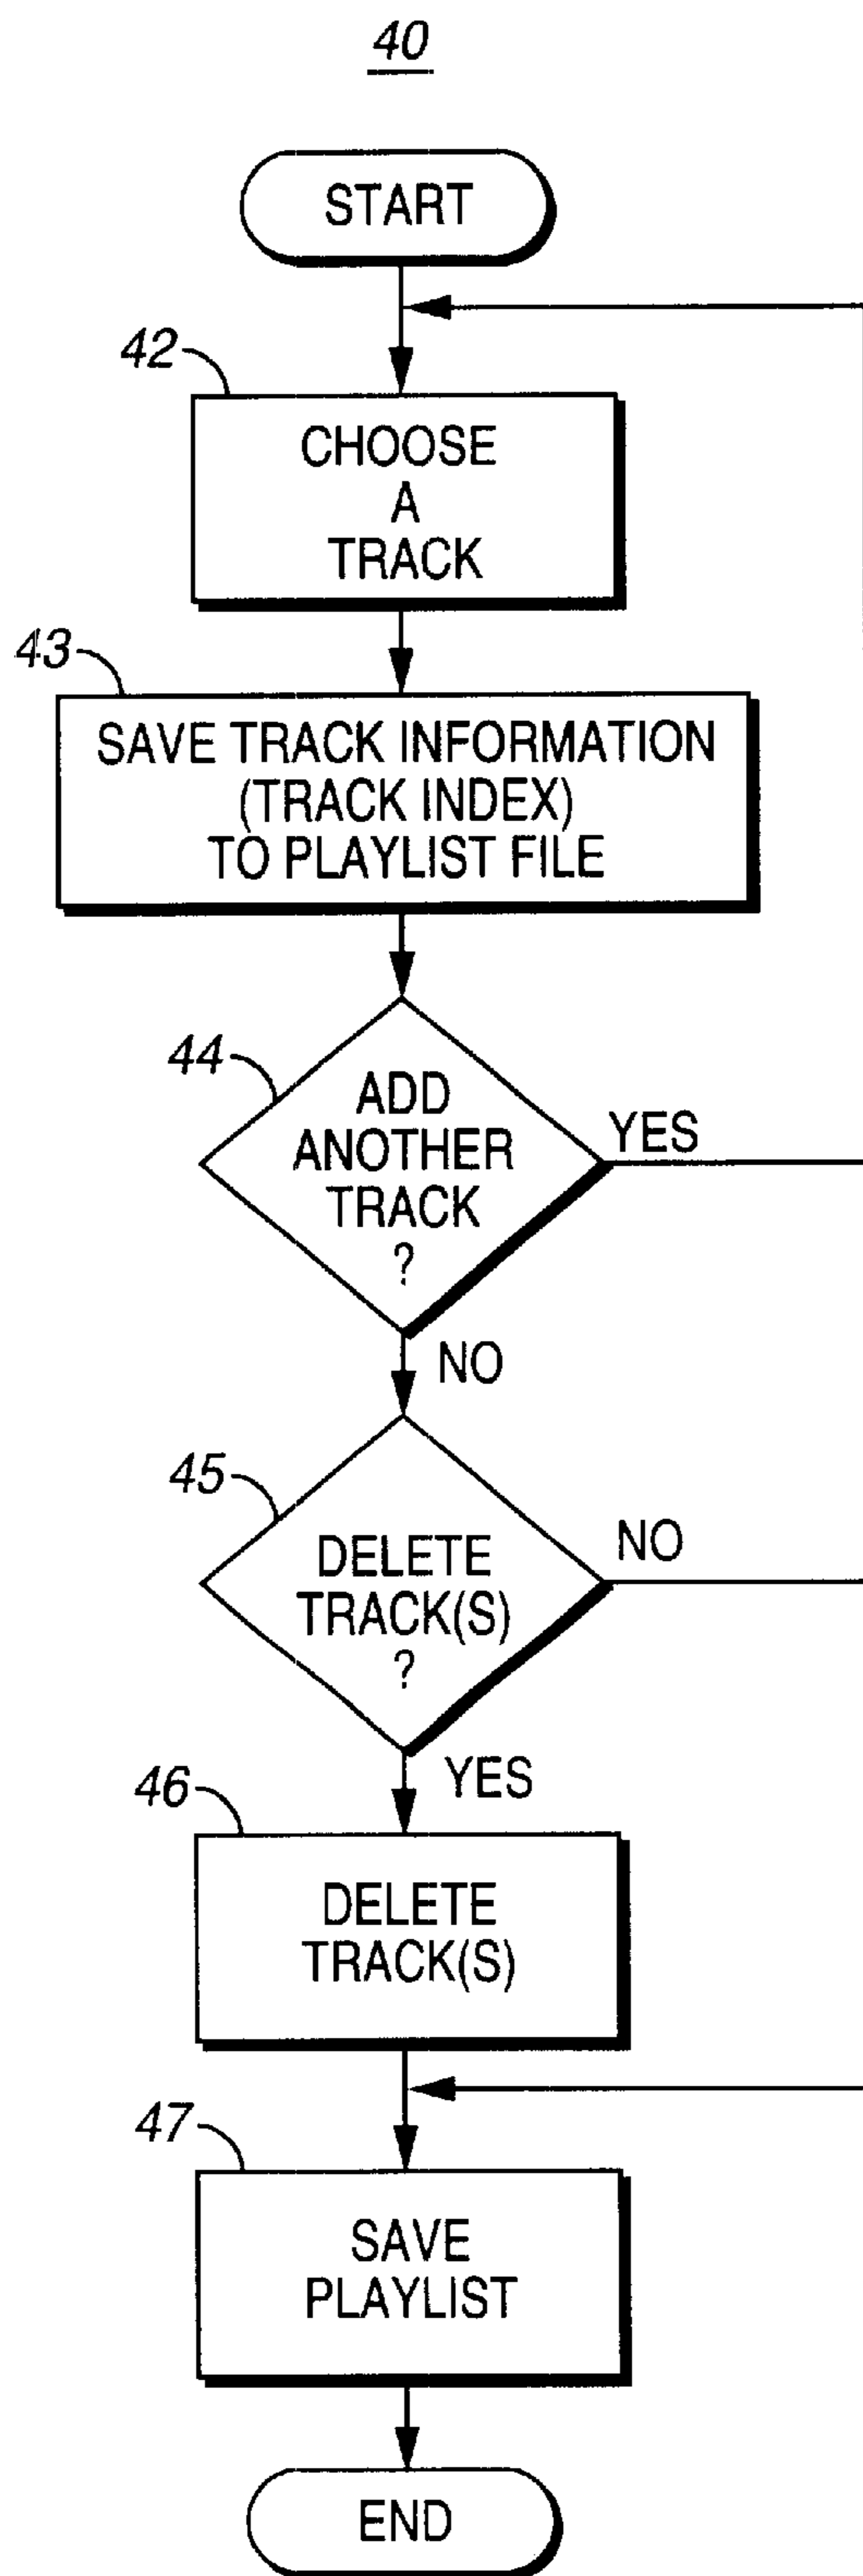 40
START
42
CHOOSE
A
TRACK
43
SAVE TRACK INFORMATION
(TRACK INDEX)
TO PLAYLIST FILE
44
ADD
ANOTHER
TRACK
?
YES
NO
45
DELETE
TRACK(S)
?
NO
YES
46
DELETE
TRACK(S)
47
SAVE
PLAYLIST
END